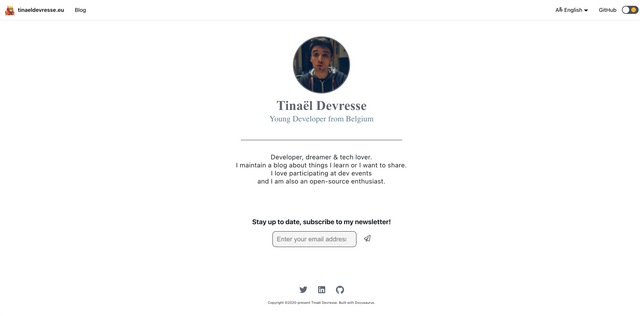 tinaeldevresse.eu
Blog
English
GitHub
Tinaël Devresse
Young Developer from Belgium
Developer, dreamer & tech lover.
I maintain a blog about things I learn or I want to share.
I love participating at dev events
and I am also an open-source enthusiast.
Stay up to date, subscribe to my newsletter!
Enter your email address
Copyright ©2020-present Tinaël Devresse. Built with Docusaurus.